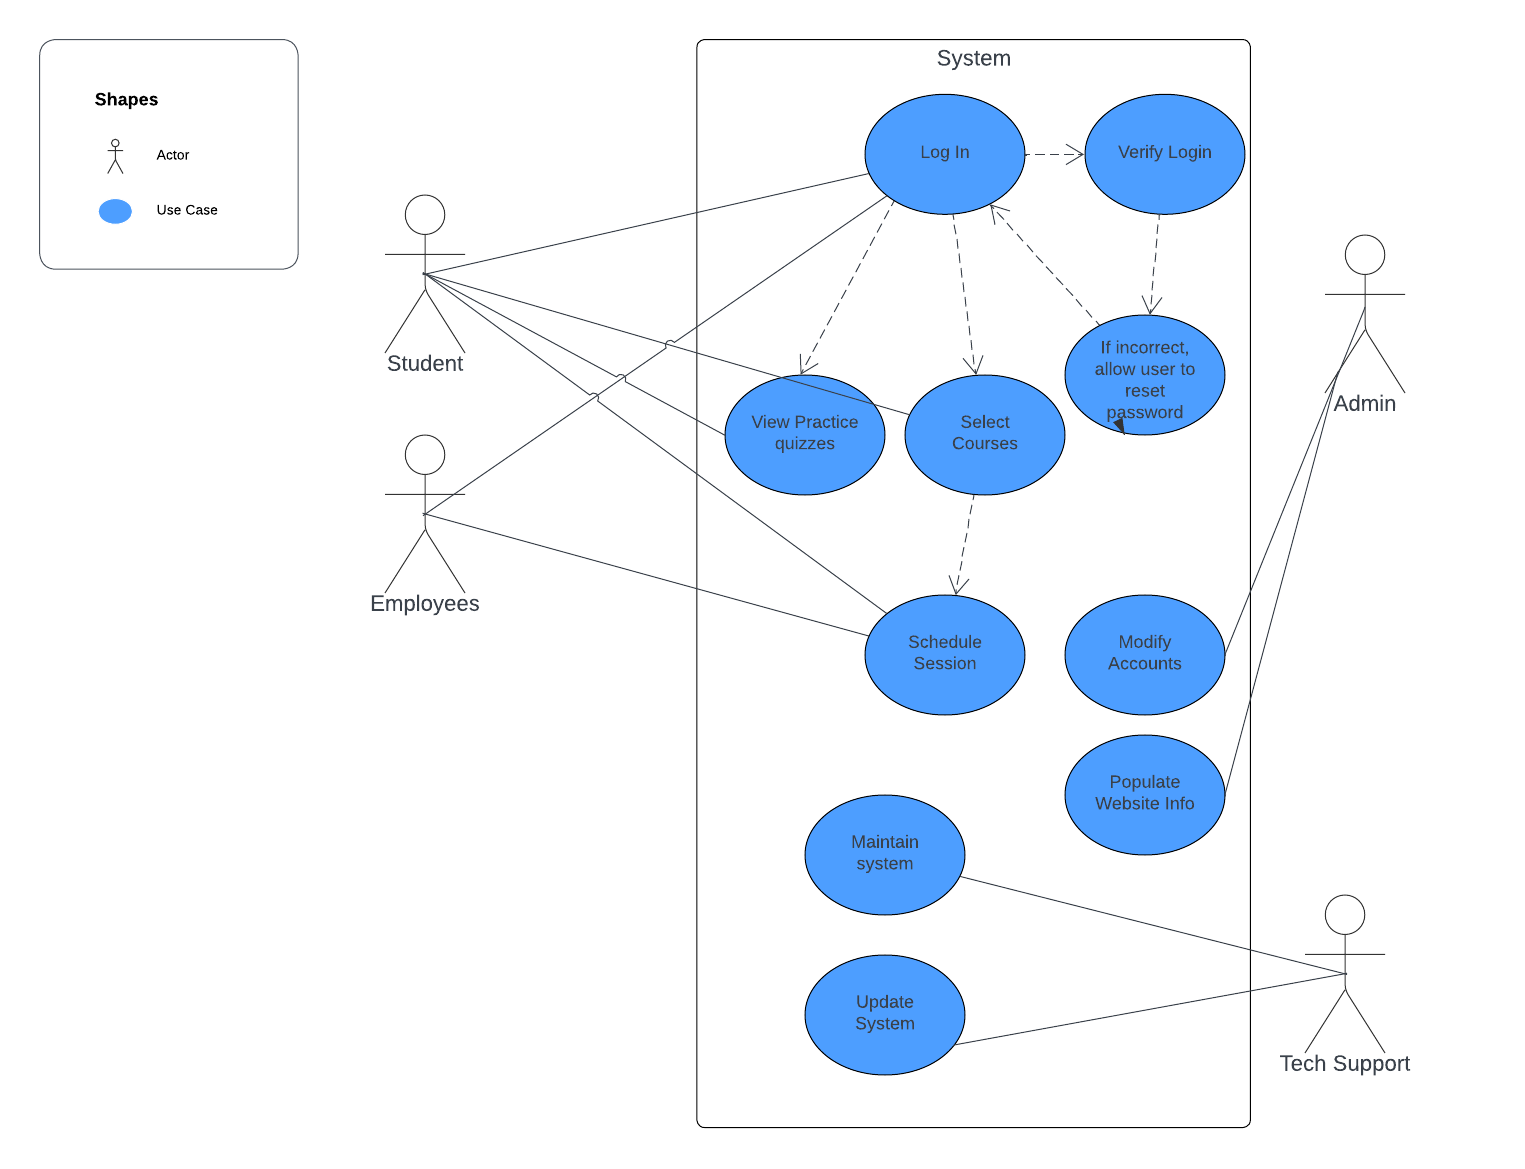 System
Shapes
Actor
Use Case
Log In
Verify Login
Student
If incorrect,
allow user to
reset
password
Admin
View Practice
quizzes
Select
Courses
Employees
Schedule
Session
Modify
Accounts
Populate
Website Info
Maintain
system
Update
System
Tech Support